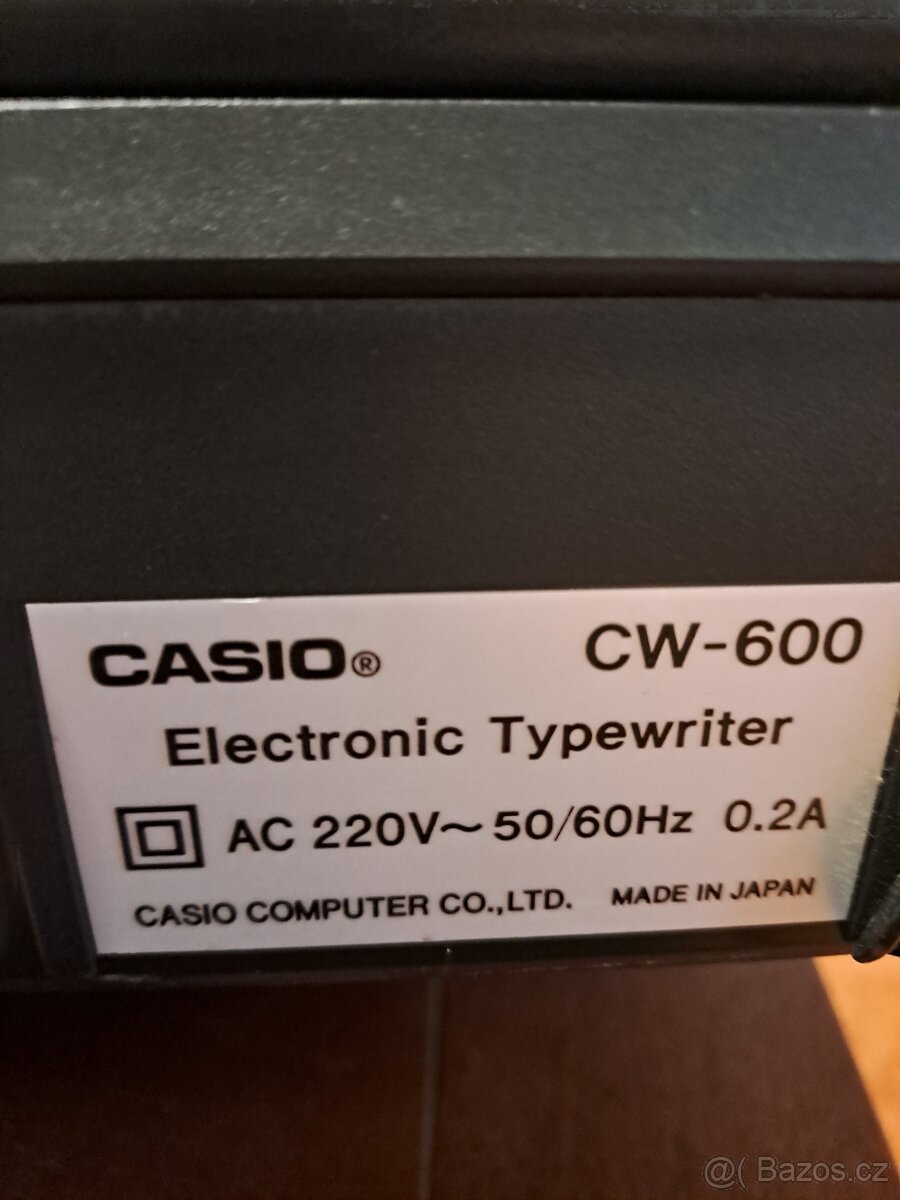 CASIO® CW-600
Electronic Typewriter
AC 220V~50/60Hz 0.2A
CASIO COMPUTER CO.,LTD. MADE IN JAPAN
@( Bazos.cz